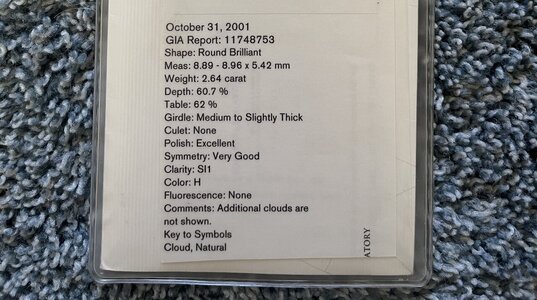 October 31, 2001
GIA Report: 11748753
Shape: Round Brilliant
Meas: 8.89 - 8.96 x 5.42 mm
Weight: 2.64 carat
Depth: 60.7 %
Table: 62 %
Girdle: Medium to Slightly Thick
Culet: None
Polish: Excellent
Symmetry: Very Good
Clarity: SI1
Color: H
Fluorescence: None
Comments: Additional clouds are
not shown.
Key to Symbols
Cloud, Natural
ATORY